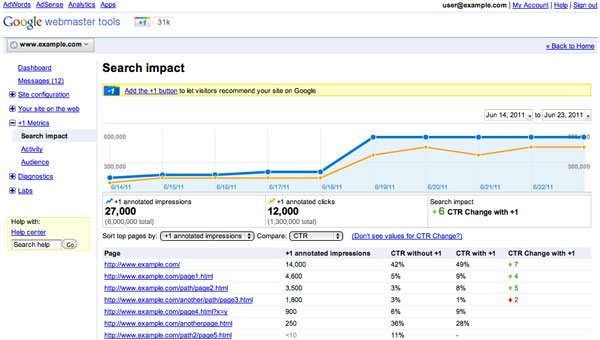 AdWords AdSense Analytics Apps
user@example.com | My Account | Help | Sign out
Google webmaster tools +1 31k
www.example.com
« Back to Home
Dashboard
Messages (12)
Site configuration
Your site on the web
+1 Metrics
Search impact
Activity
Audience
Diagnostics
Labs
Help with:
Help center
Search help Go
Search impact
+1 Add the +1 button to let visitors recommend your site on Google
Jun 14, 2011 to Jun 23, 2011
600,000 600,000
300,000 300,000
6/14/11 6/15/11 6/16/11 6/17/11 6/18/11 6/19/11 6/20/11 6/21/11 6/22/11
+1 annotated impressions +1 annotated clicks Search impact
27,000 12,000 +6 CTR Change with +1
(6,000,000 total) (1,300,000 total)
Sort top pages by: +1 annotated impressions Compare: CTR (Don't see values for CTR Change?)
Page +1 annotated impressions CTR without +1 CTR with +1 CTR Change with +1
http://www.example.com/ 14,000 42% 49% + 7
http://www.example.com/page1.html 4,600 5% 9% + 4
http://www.example.com/path/page2.html 3,500 3% 8% + 5
http://www.example.com/another/path/page3.html 1,800 3% 1% 2
http://www.example.com/page4.html?x=y 900 6% 9%
http://www.example.com/anotherpage.html 250 36% 28%
http://www.example.com/path2/page5.html <10 11% -